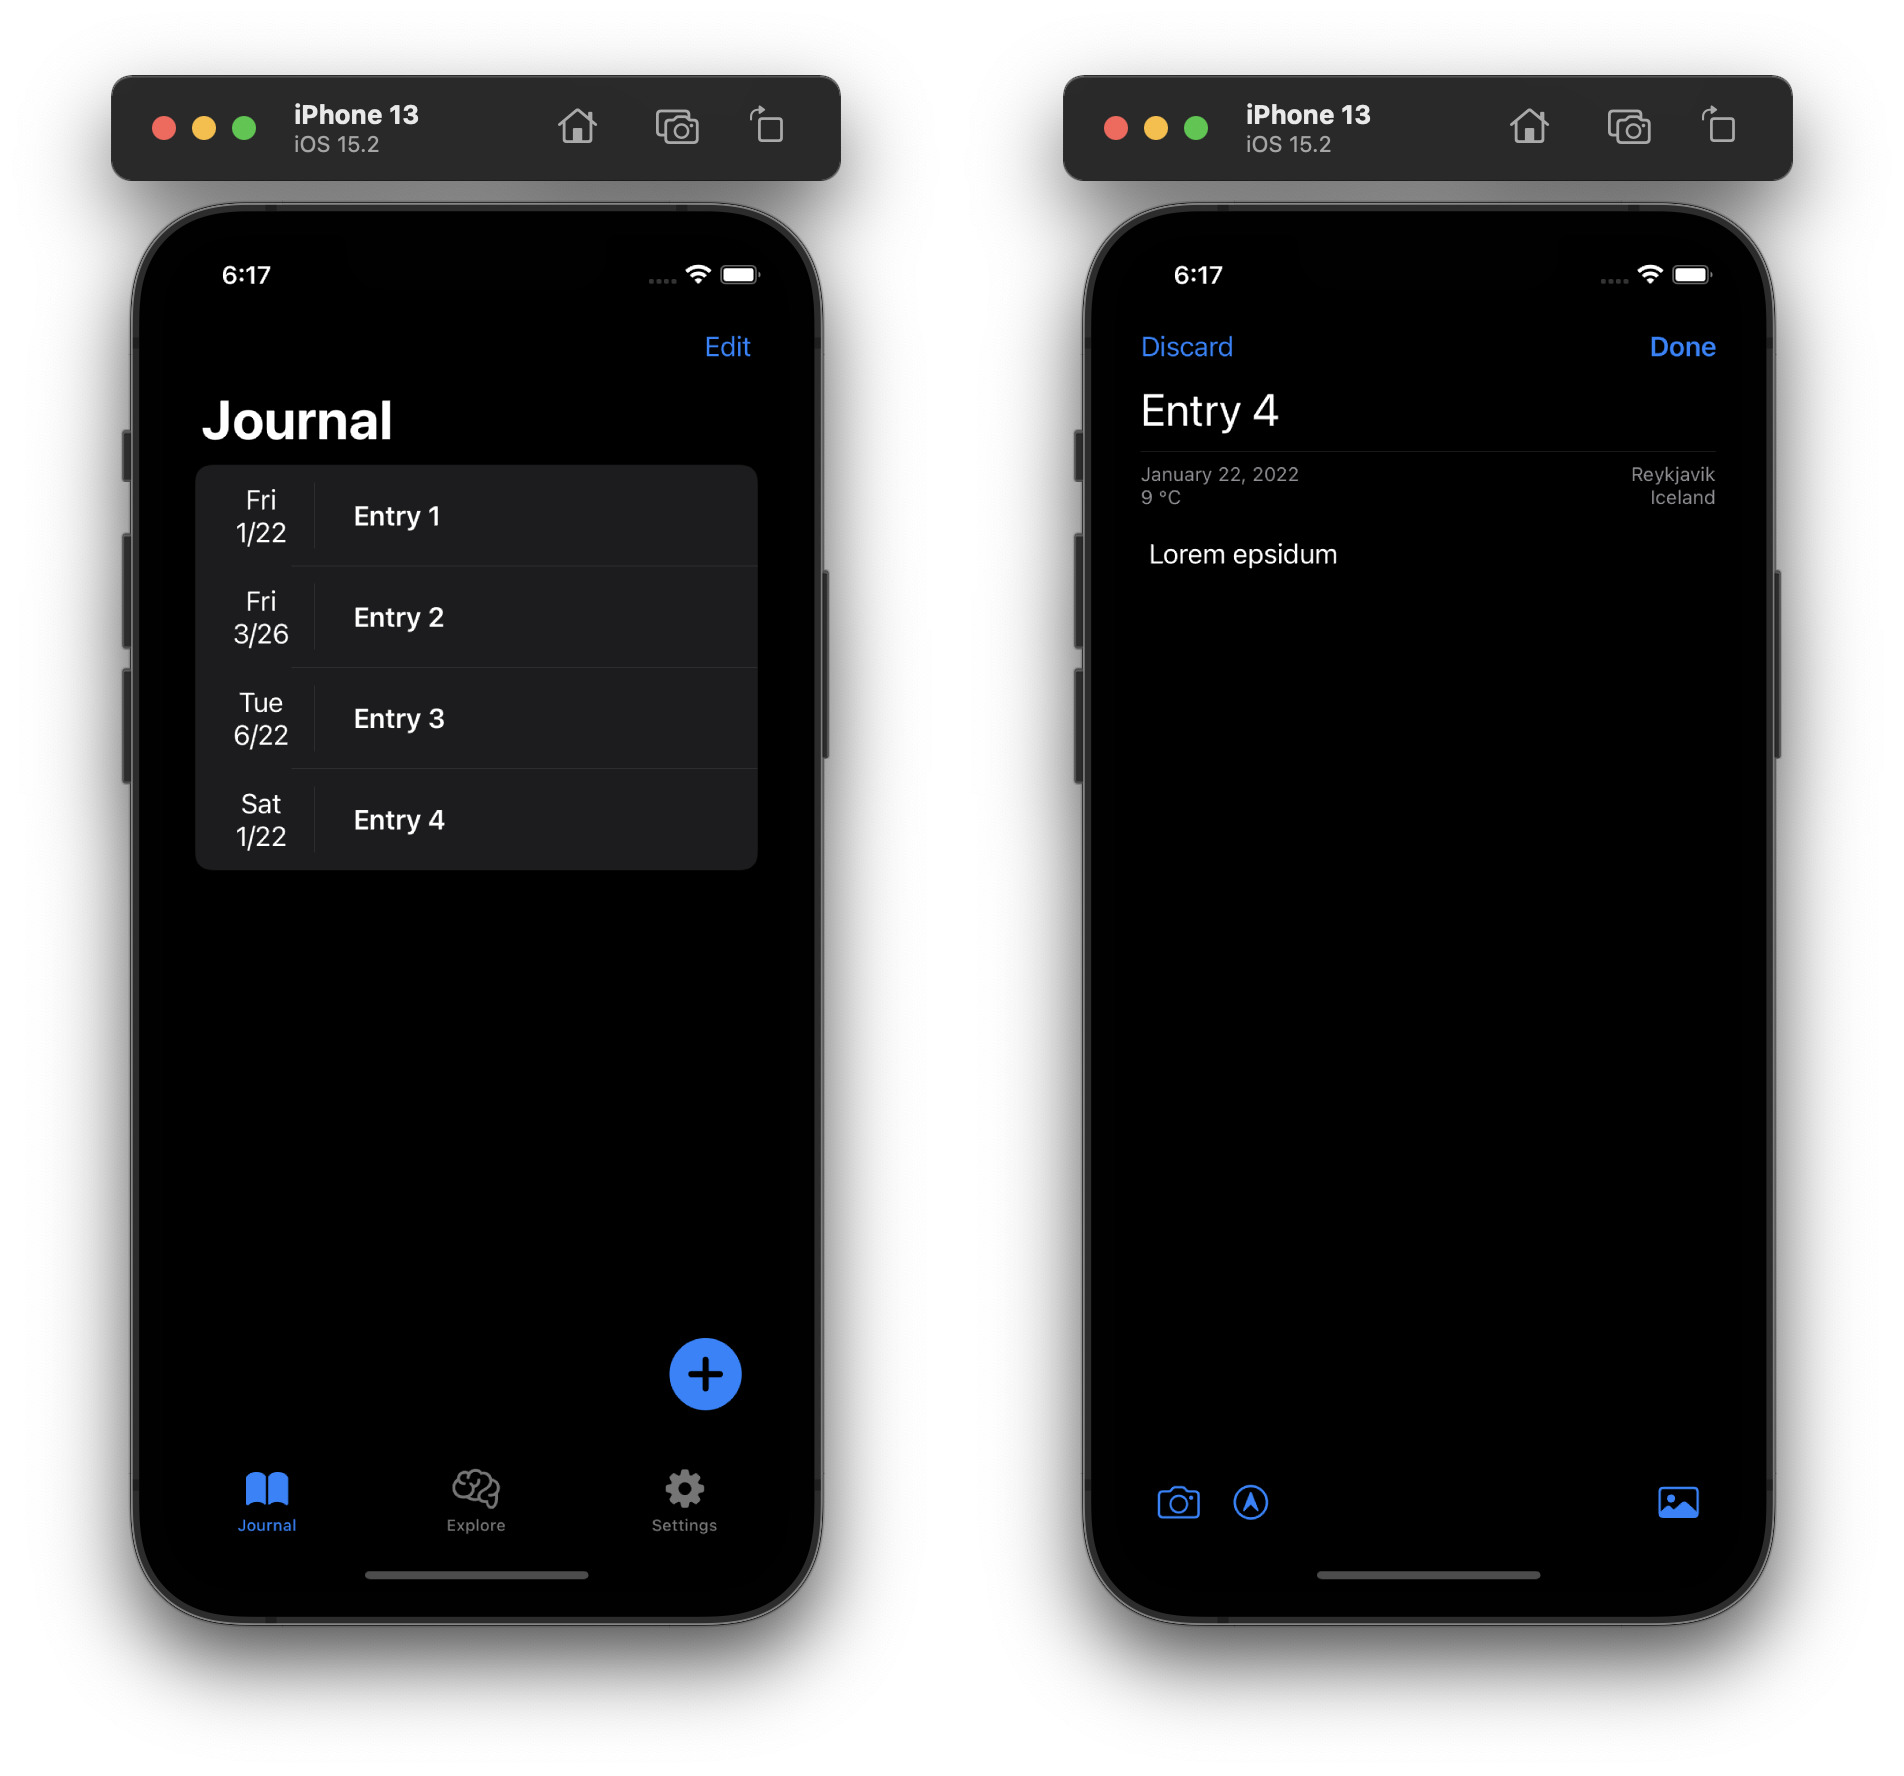 iPhone 13
iOS 15.2
6:17
Edit
Journal
Fri
1/22
Entry 1
Fri
3/26
Entry 2
Tue
6/22
Entry 3
Sat
1/22
Entry 4
Journal
Explore
Settings
iPhone 13
iOS 15.2
6:17
Discard
Done
Entry 4
January 22, 2022
Reykjavik
9 °C
Iceland
Lorem epsidum